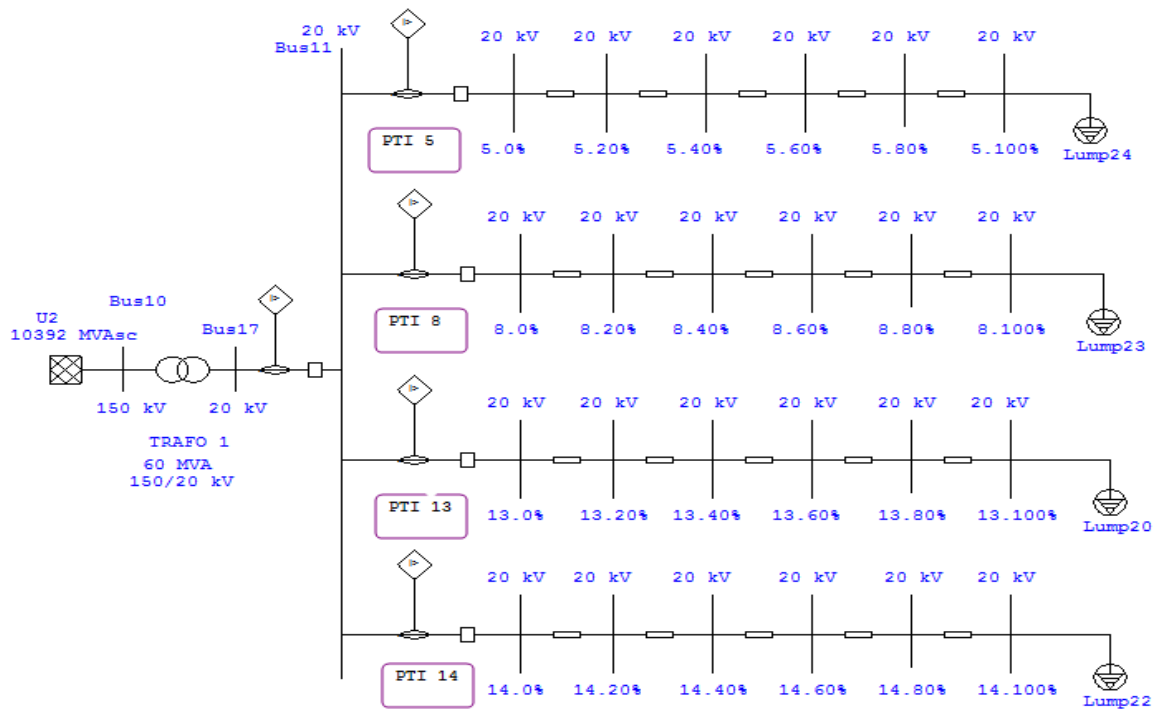 20 kV
Bus11
20 kV 20 kV 20 kV 20 kV 20 kV 20 kV
PTI 5
5.0% 5.20% 5.40% 5.60% 5.80% 5.100%
Lump24
20 kV 20 kV 20 kV 20 kV 20 kV 20 kV
PTI 8
8.0% 8.20% 8.40% 8.60% 8.80% 8.100%
Lump23
U2
10392 MVAsc
Bus10
Bus17
150 kV 20 kV
TRAFO 1
60 MVA
150/20 kV
20 kV 20 kV 20 kV 20 kV 20 kV 20 kV
PTI 13
13.0% 13.20% 13.40% 13.60% 13.80% 13.100%
Lump20
20 kV 20 kV 20 kV 20 kV 20 kV 20 kV
PTI 14
14.0% 14.20% 14.40% 14.60% 14.80% 14.100%
Lump22